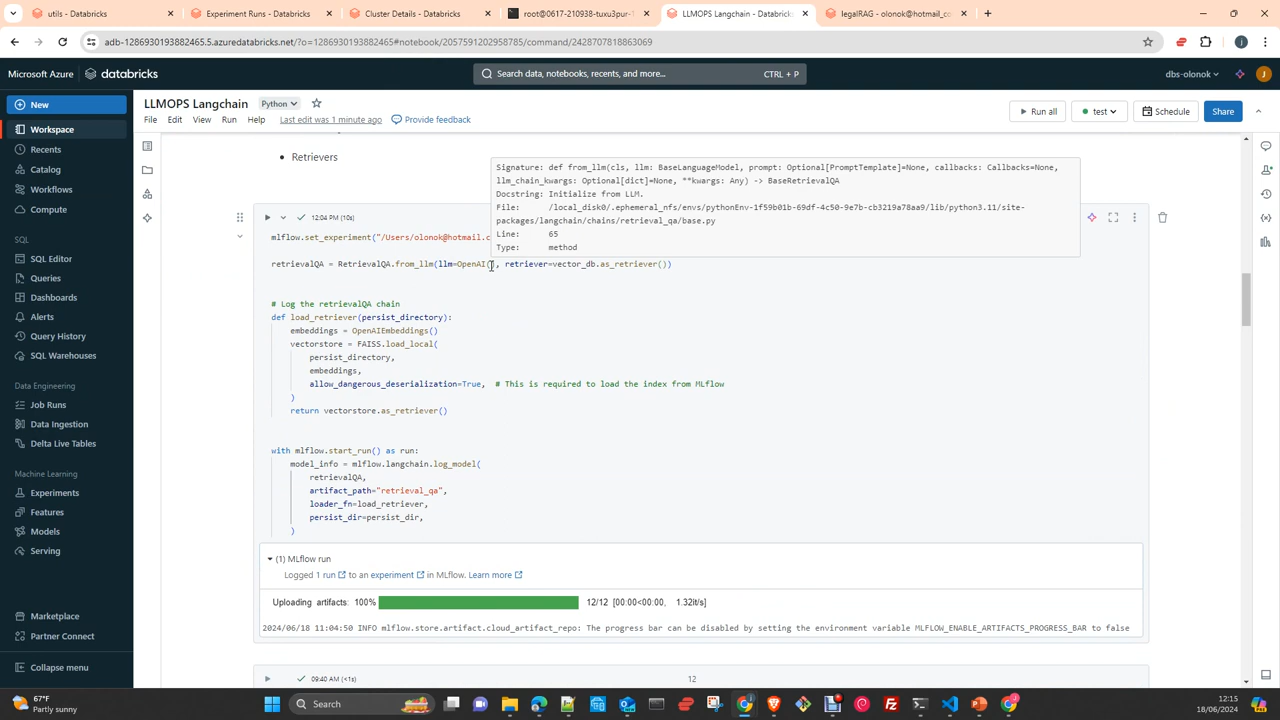 utils - Databricks
Experiment Runs - Databricks
Cluster Details - Databricks
root@0617-210938-tuxu3pur-1
LLMOPS Langchain - Databricks
legalRAG - olonok@hotmail_co
adb-1286930193882465.5.azuredatabricks.net/?o=1286930193882465#notebook/2057591202958785/command/2428707818863069
Microsoft Azure
databricks
Search data, notebooks, recents, and more...
CTRL + P
dbs-olonok
J
New
Workspace
Recents
Catalog
Workflows
Compute
SQL
SQL Editor
Queries
Dashboards
Alerts
Query History
SQL Warehouses
Data Engineering
Job Runs
Data Ingestion
Delta Live Tables
Machine Learning
Experiments
Features
Models
Serving
Marketplace
Partner Connect
Collapse menu
LLMOPS Langchain
Python
File Edit View Run Help
Last edit was 1 minute ago
Provide feedback
Run all
test
Schedule
Share
• Retrievers
Signature: def from_llm(cls, llm: BaseLanguageModel, prompt: Optional[PromptTemplate]=None, callbacks: Callbacks=None,
llm_chain_kwargs: Optional[dict]=None, **kwargs: Any) -> BaseRetrievalQA
Docstring: Initialize from LLM.
File: /local_disk0/.ephemeral_nfs/envs/pythonEnv-1f59b01b-69df-4c50-9e7b-cb3219a78aa9/lib/python3.11/site-
packages/langchain/chains/retrieval_qa/base.py
Line: 65
Type: method
12:04 PM (10s)
mlflow.set_experiment("/Users/olonok@hotmail.c
retrievalQA = RetrievalQA.from_llm(llm=OpenAI(), retriever=vector_db.as_retriever())
# Log the retrievalQA chain
def load_retriever(persist_directory):
embeddings = OpenAIEmbeddings()
vectorstore = FAISS.load_local(
persist_directory,
embeddings,
allow_dangerous_deserialization=True, # This is required to load the index from MLflow
)
return vectorstore.as_retriever()
with mlflow.start_run() as run:
model_info = mlflow.langchain.log_model(
retrievalQA,
artifact_path="retrieval_qa",
loader_fn=load_retriever,
persist_dir=persist_dir,
)
(1) MLflow run
Logged 1 run to an experiment in MLflow. Learn more
Uploading artifacts: 100% 12/12 [00:00<00:00, 1.32it/s]
2024/06/18 11:04:50 INFO mlflow.store.artifact.cloud_artifact_repo: The progress bar can be disabled by setting the environment variable MLFLOW_ENABLE_ARTIFACTS_PROGRESS_BAR to false
09:40 AM (<1s)
12
67°F
Partly sunny
Search
12:15
18/06/2024